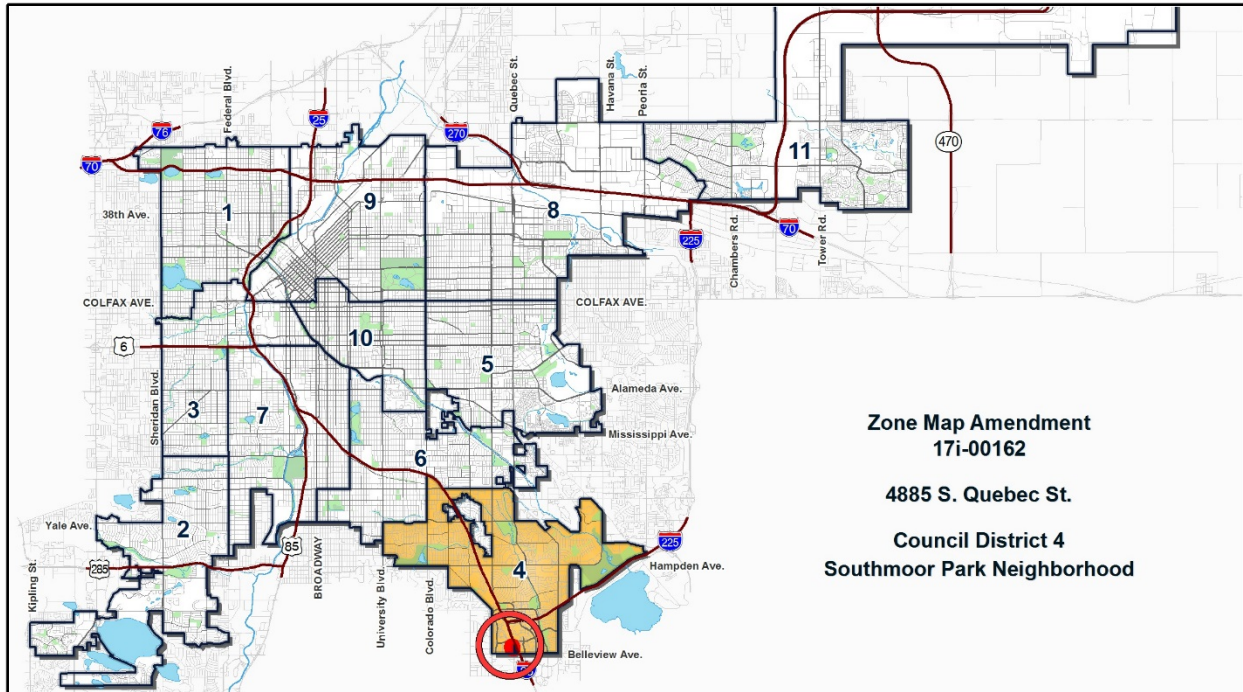 Federal Blvd.
Quebec St.
Havana St.
Peoria St.
76
25
270
70
470
11
38th Ave.
1
9
8
225
Chambers Rd.
70
Tower Rd.
COLFAX AVE.
COLFAX AVE.
6
10
5
Sheridan Blvd.
3
7
Alameda Ave.
Mississippi Ave.
6
Zone Map Amendment
17i-00162
4885 S. Quebec St.
Council District 4
Southmoor Park Neighborhood
Yale Ave.
2
85
BROADWAY
285
Kipling St.
University Blvd.
Colorado Blvd.
4
225
Hampden Ave.
Belleview Ave.